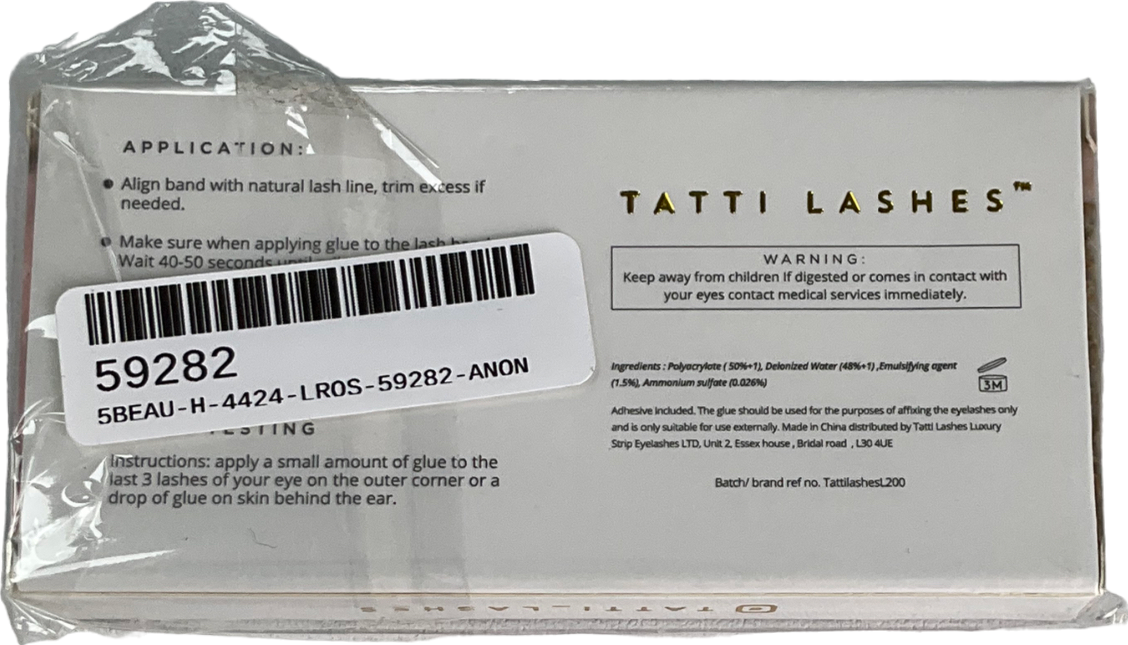 APPLICATION:
Align band with natural lash line, trim excess if
needed.
Make sure when applying glue to the lash
Wait 40-50 seconds
59282
5BEAU-H-4424-LROS-59282-ANON
Instructions: apply a small amount of glue to the
last 3 lashes of your eye on the outer corner or a
drop of glue on skin behind the ear.
TATTI LASHES™
WARNING:
Keep away from children If digested or comes in contact with
your eyes contact medical services immediately.
Ingredients : Polyacrylate ( 50%+1), Deionized Water (48%+1) ,Emulsifying agent
(1.5%), Ammonium sulfate (0.026%)
3M
Adhesive included. The glue should be used for the purposes of affixing the eyelashes only
and is only suitable for use externally. Made in China distributed by Tatti Lashes Luxury
Strip Eyelashes LTD, Unit 2, Essex house , Bridal road , L30 4UE
Batch/ brand ref no. TattilashesL200
TATTI_LASHES